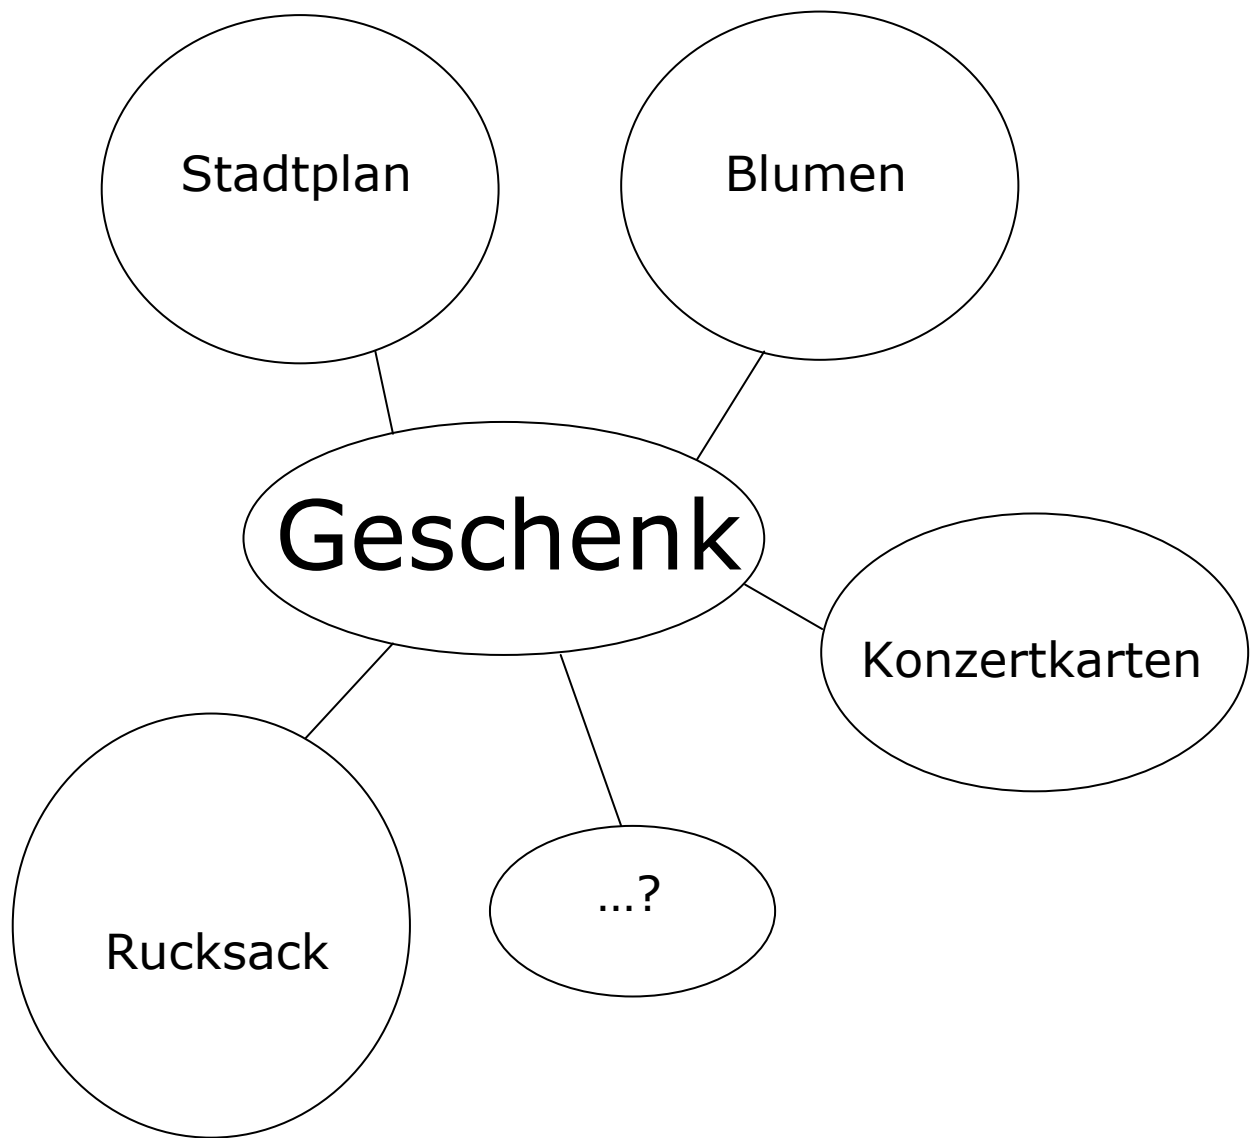 Stadtplan
Blumen
Geschenk
Konzertkarten
...?
Rucksack